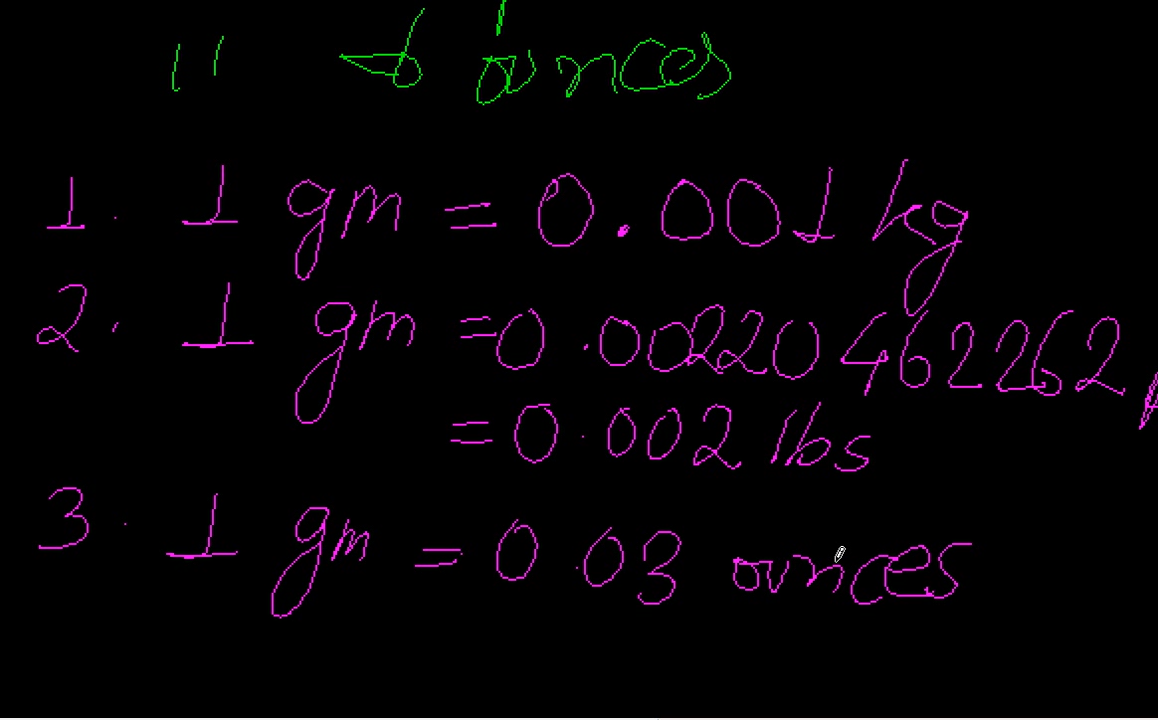 " to ounces
1. 1 gm = 0.001 kg
2. 1 gm = 0.00220462262
= 0.002 lbs
3. 1 gm = 0.03 ounces